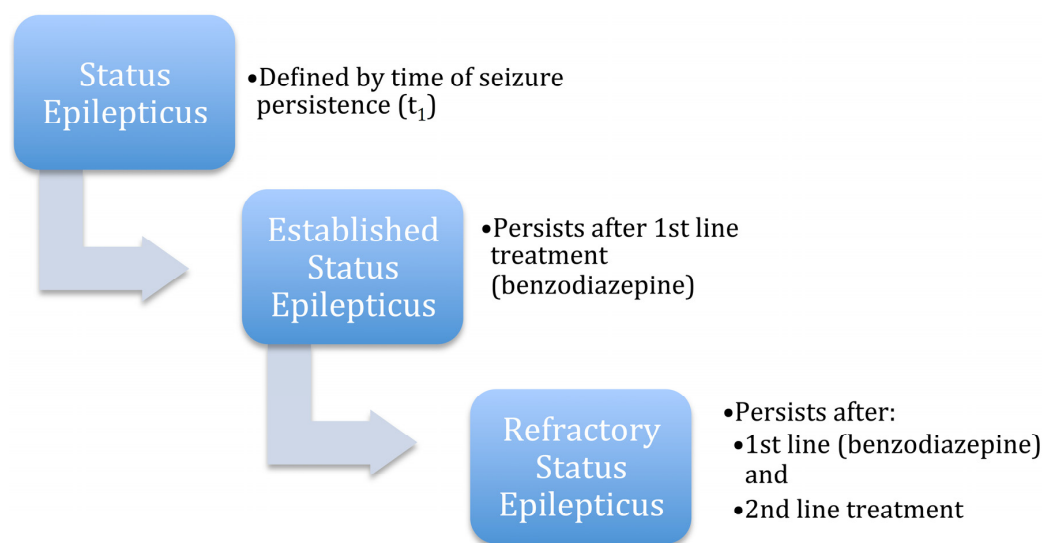 Status
Epilepticus
•Defined by time of seizure
persistence (t₁)
Established
Status
Epilepticus
•Persists after 1st line
treatment
(benzodiazepine)
Refractory
Status
Epilepticus
•Persists after:
•1st line (benzodiazepine)
and
•2nd line treatment